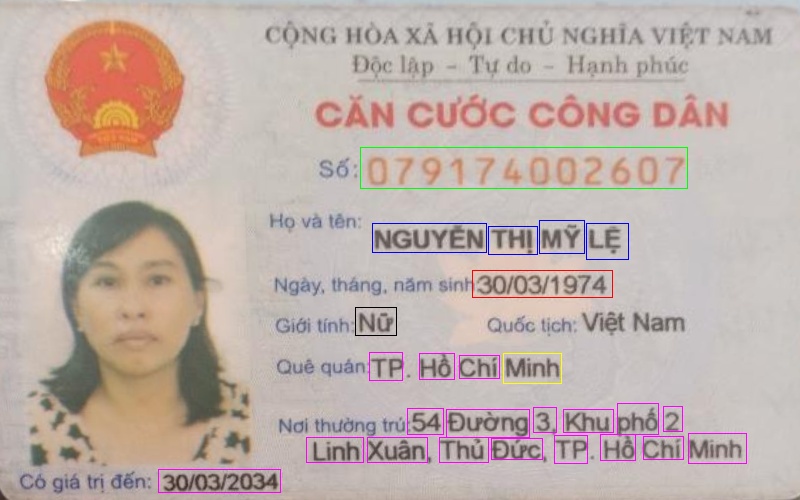 CỘNG HÒA XÃ HỘI CHỦ NGHĨA VIỆT NAM
Độc lập - Tự do - Hạnh phúc
CĂN CƯỚC CÔNG DÂN
Số: 079174002607
Họ và tên: NGUYỄN THỊ MỸ LỆ
Ngày, tháng, năm sinh: 30/03/1974
Giới tính: Nữ Quốc tịch: Việt Nam
Quê quán: TP. Hồ Chí Minh
Nơi thường trú: 54 Đường 3, Khu phố 2
Linh Xuân, Thủ Đức, TP. Hồ Chí Minh
Có giá trị đến: 30/03/2034